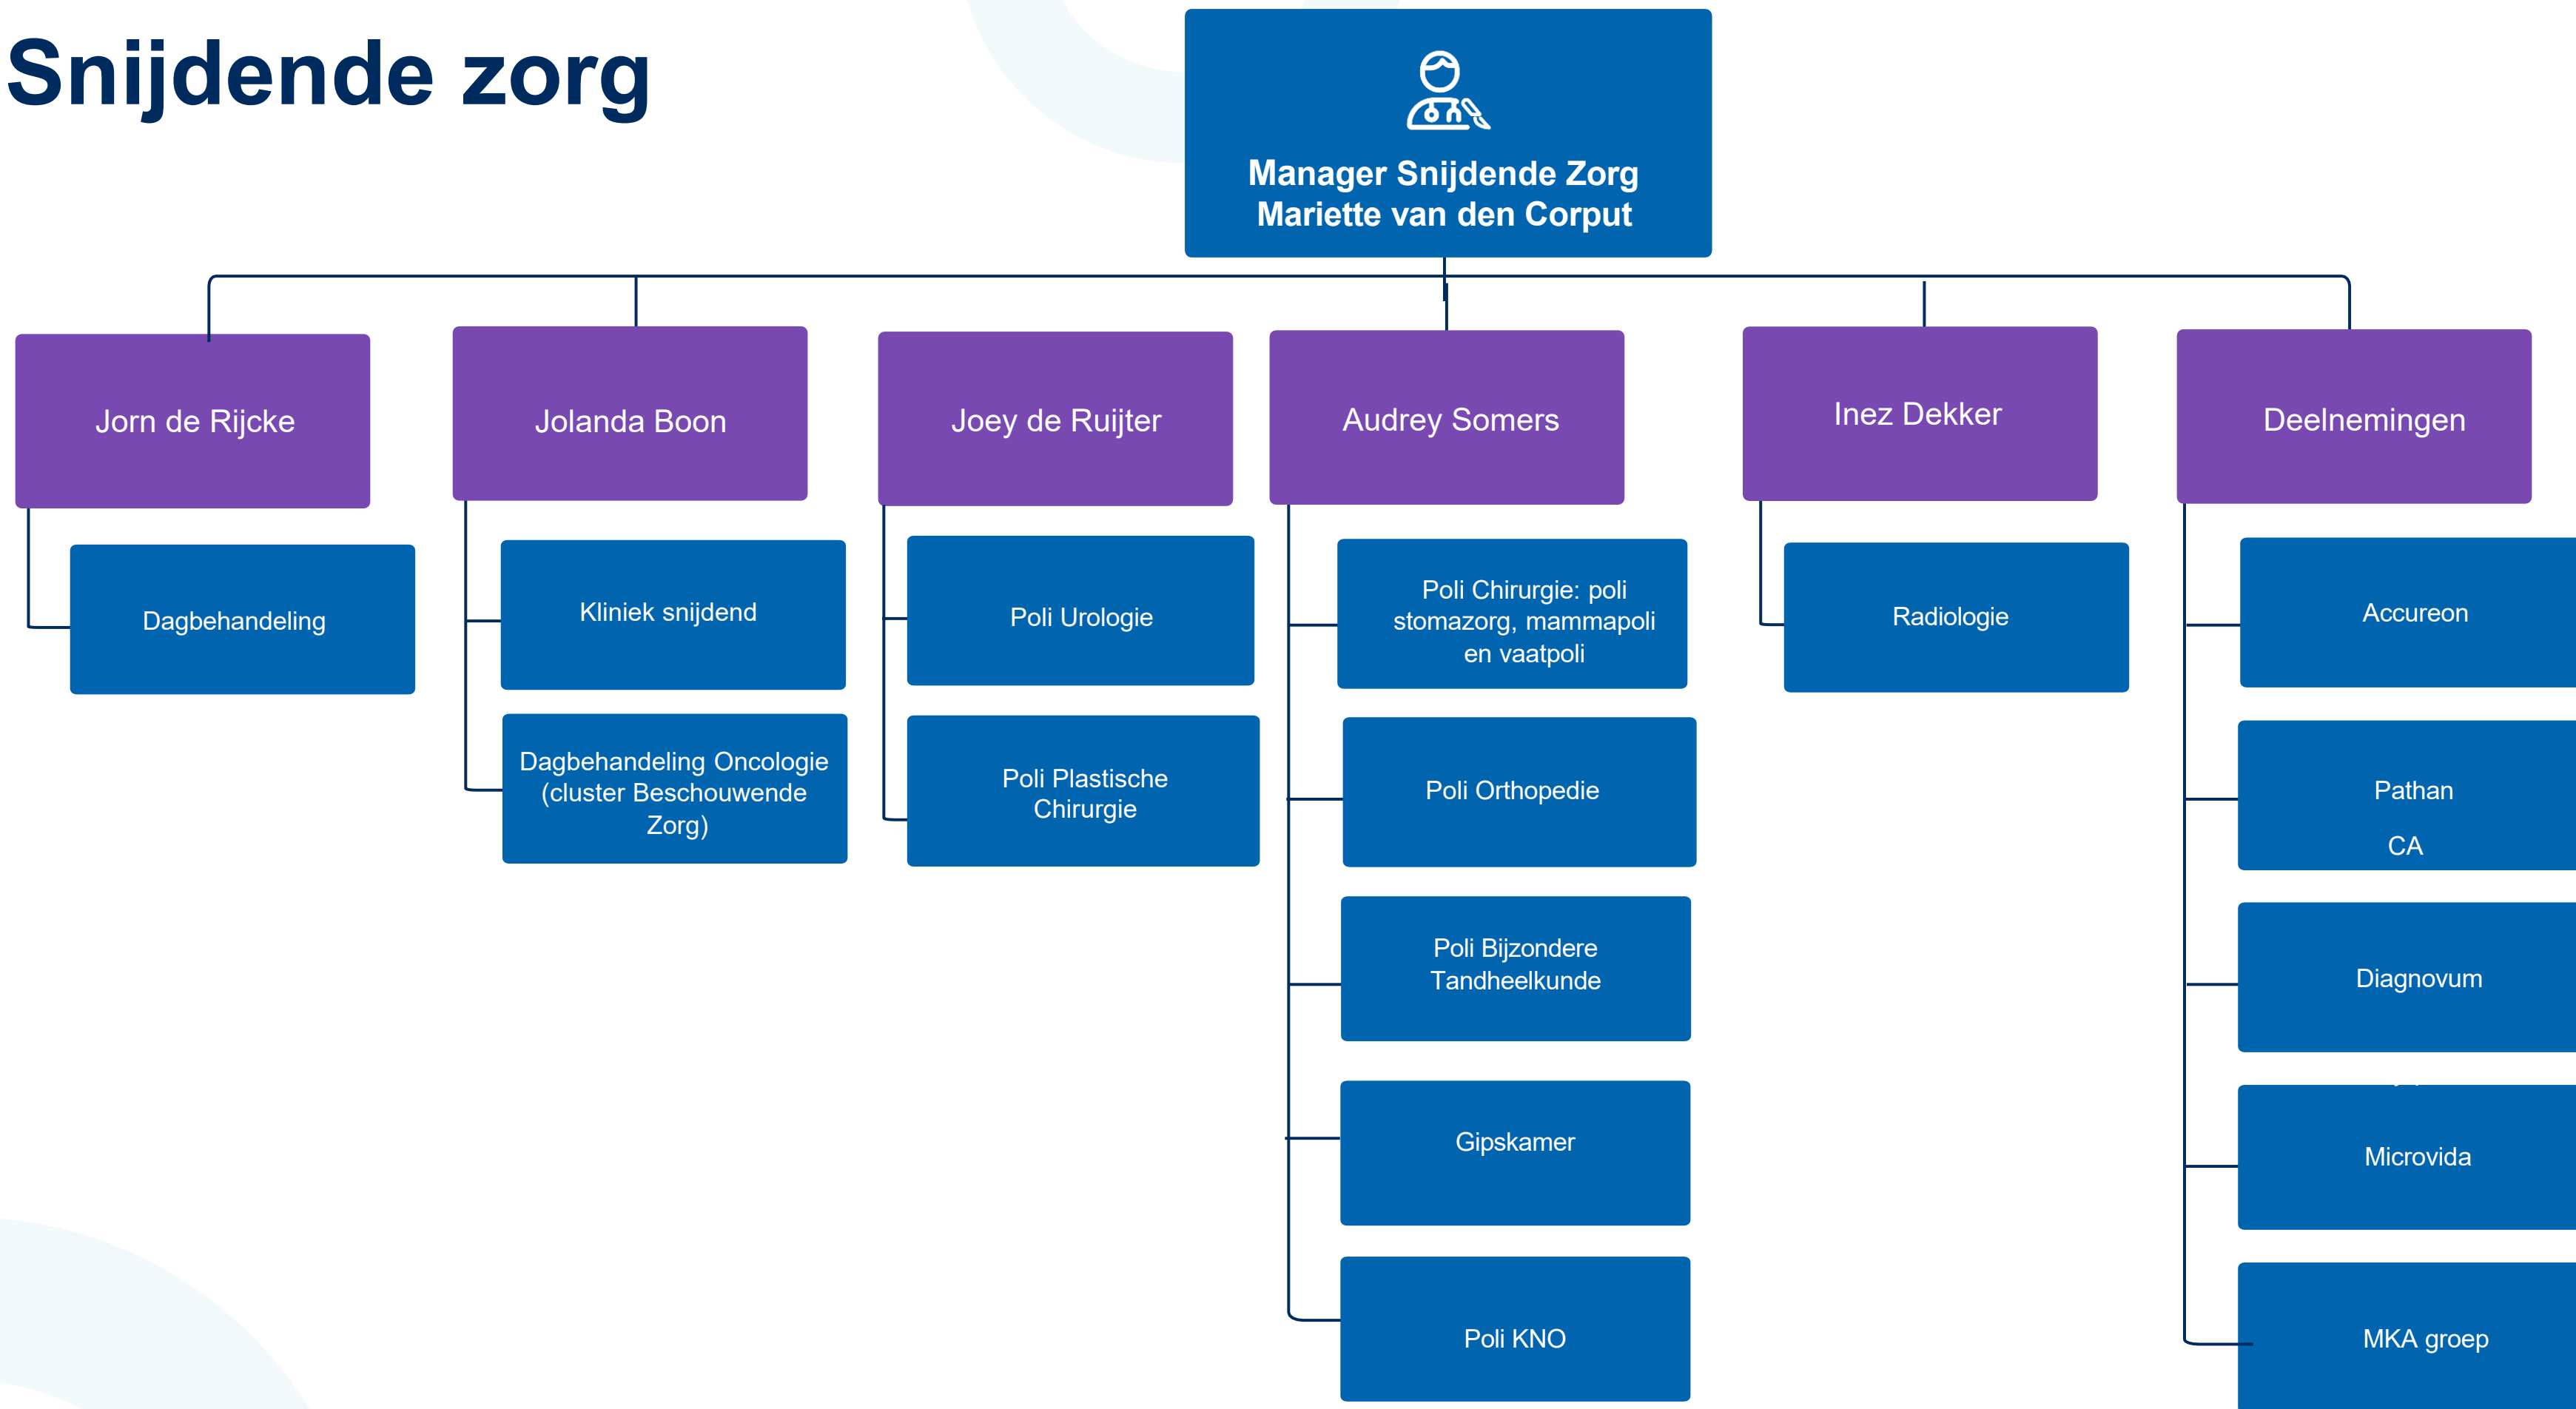 Snijdende zorg
Manager Snijdende Zorg
Mariette van den Corput
Jorn de Rijcke
Dagbehandeling
Jolanda Boon
Kliniek snijdend
Dagbehandeling Oncologie
(cluster Beschouwende
Zorg)
Joey de Ruijter
Poli Urologie
Poli Plastische
Chirurgie
Audrey Somers
Poli Chirurgie: poli
stomazorg, mammapoli
en vaatpoli
Poli Orthopedie
Poli Bijzondere
Tandheelkunde
Gipskamer
Poli KNO
Inez Dekker
Radiologie
Deelnemingen
Accureon
Pathan
CA
Diagnovum
Microvida
MKA groep